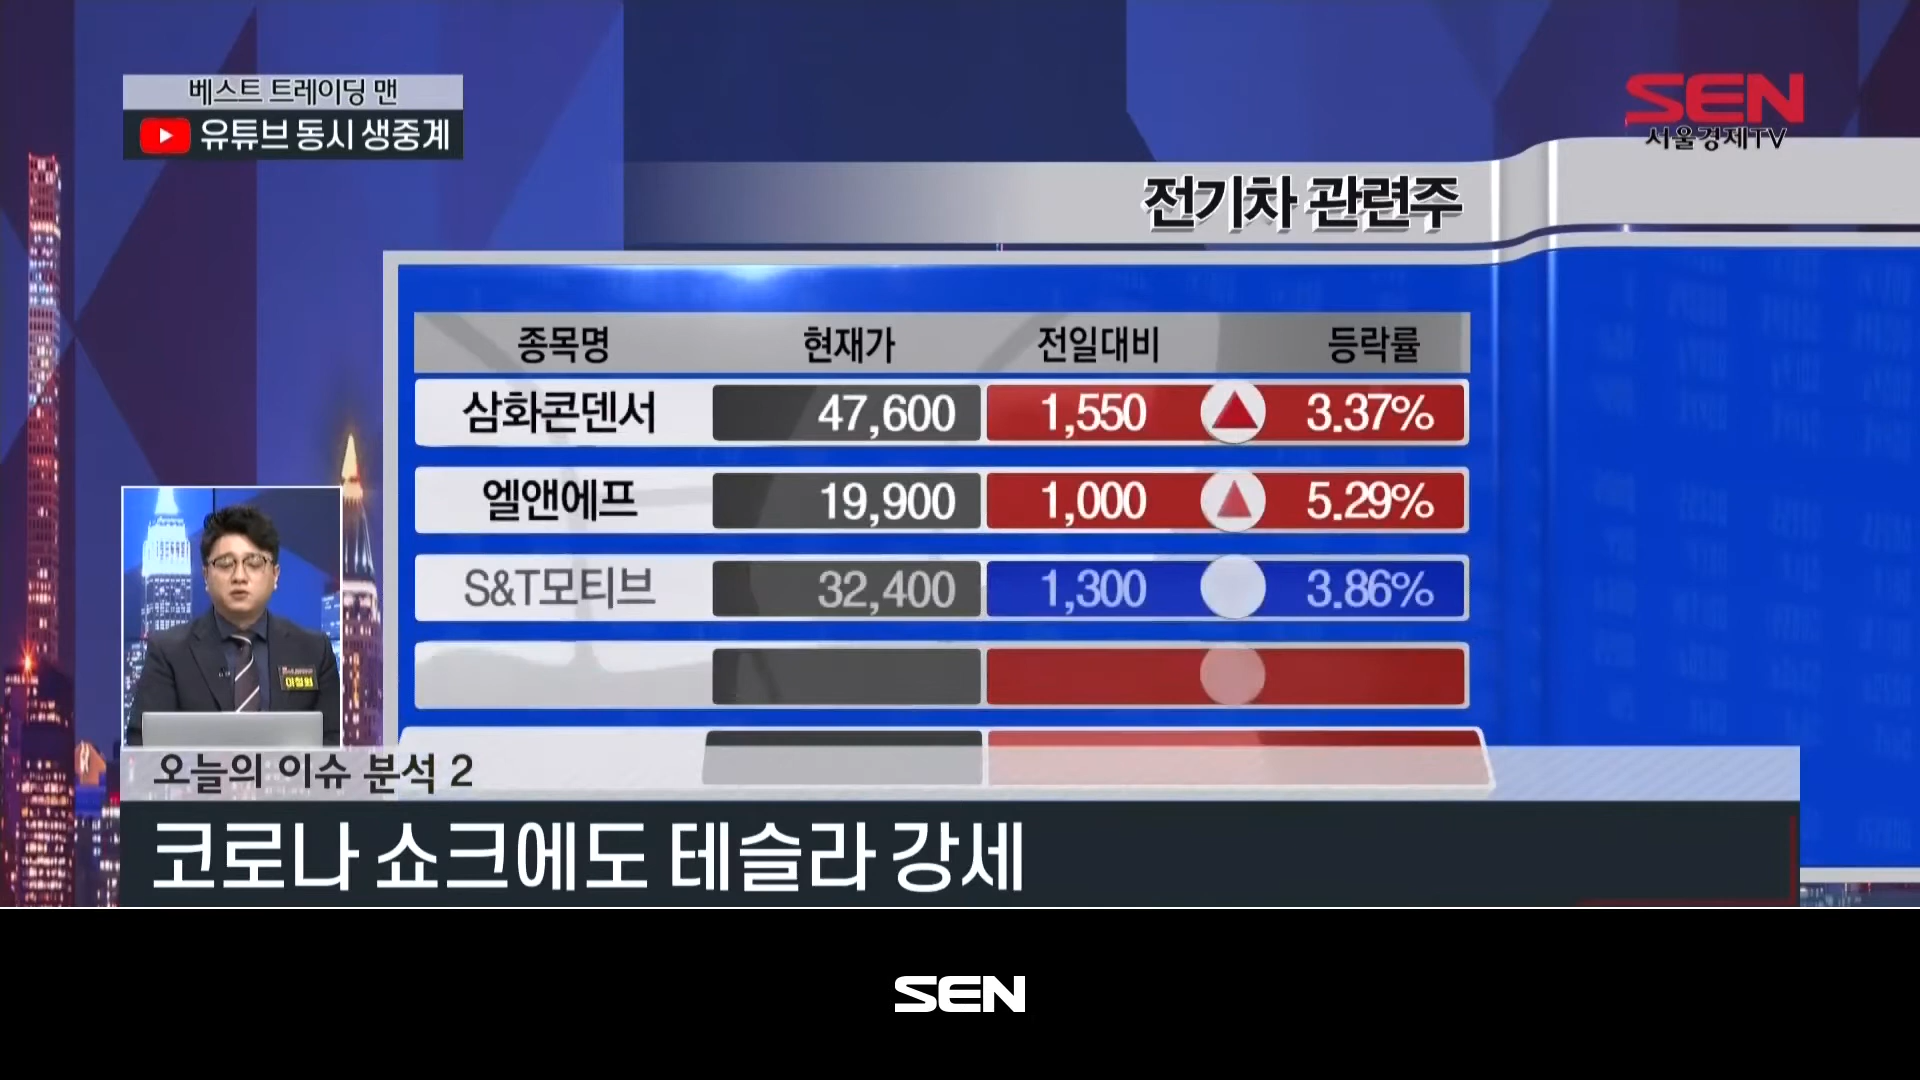 베스트 트레이딩 맨
유튜브 동시 생중계
SEN
서울경제TV
전기차 관련주
종목명 현재가 전일대비 등락률
삼화콘덴서 47,600 1,550 3.37%
엘앤에프 19,900 1,000 5.29%
S&T모티브 32,400 1,300 3.86%
오늘의 이슈 분석 2
코로나 쇼크에도 테슬라 강세
SEN